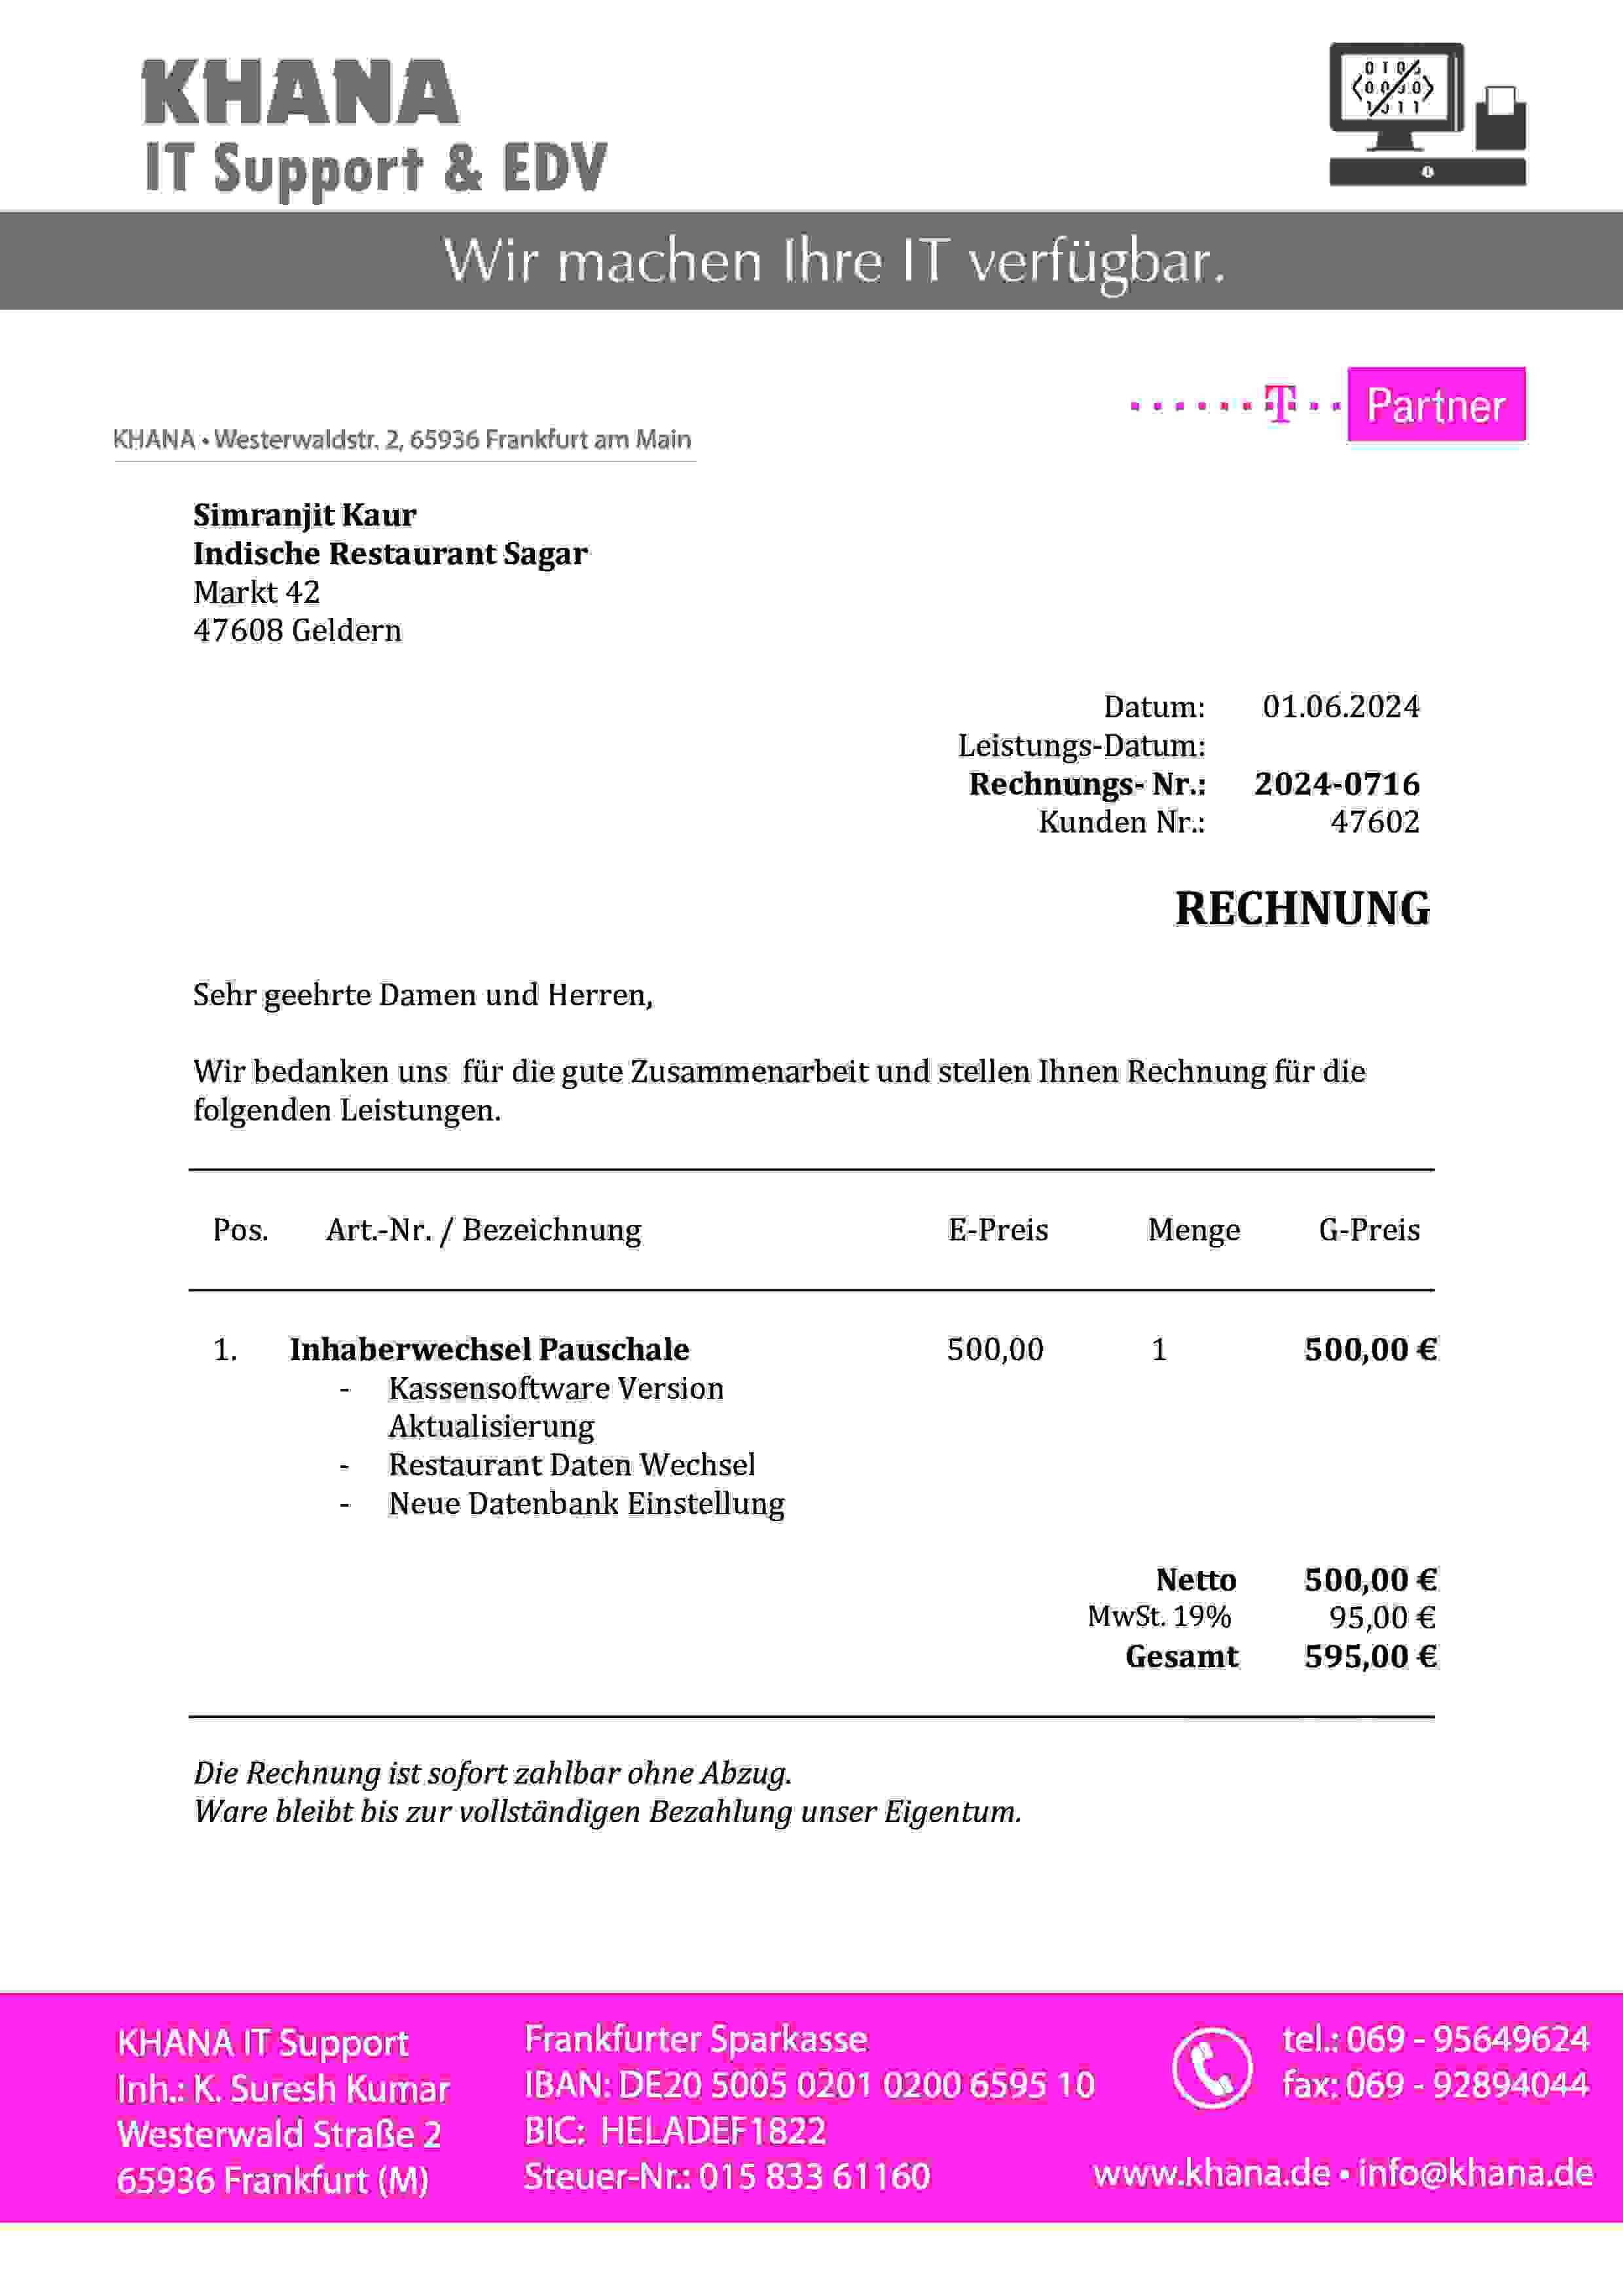 KHANA
IT Support & EDV
Wir machen Ihre IT verfügbar.
T Partner
KHANA • Westerwaldstr. 2, 65936 Frankfurt am Main
Simranjit Kaur
Indische Restaurant Sagar
Markt 42
47608 Geldern
Datum: 01.06.2024
Leistungs-Datum:
Rechnungs- Nr.: 2024-0716
Kunden Nr.: 47602
RECHNUNG
Sehr geehrte Damen und Herren,
Wir bedanken uns für die gute Zusammenarbeit und stellen Ihnen Rechnung für die
folgenden Leistungen.
Pos. Art.-Nr. / Bezeichnung E-Preis Menge G-Preis
1. Inhaberwechsel Pauschale 500,00 1 500,00 €
- Kassensoftware Version
Aktualisierung
- Restaurant Daten Wechsel
- Neue Datenbank Einstellung
Netto 500,00 €
MwSt. 19% 95,00 €
Gesamt 595,00 €
Die Rechnung ist sofort zahlbar ohne Abzug.
Ware bleibt bis zur vollständigen Bezahlung unser Eigentum.
KHANA IT Support
Inh.: K. Suresh Kumar
Westerwald Straße 2
65936 Frankfurt (M)
Frankfurter Sparkasse
IBAN: DE20 5005 0201 0200 6595 10
BIC: HELADEF1822
Steuer-Nr.: 015 833 61160
tel.: 069 - 95649624
fax: 069 - 92894044
www.khana.de • info@khana.de